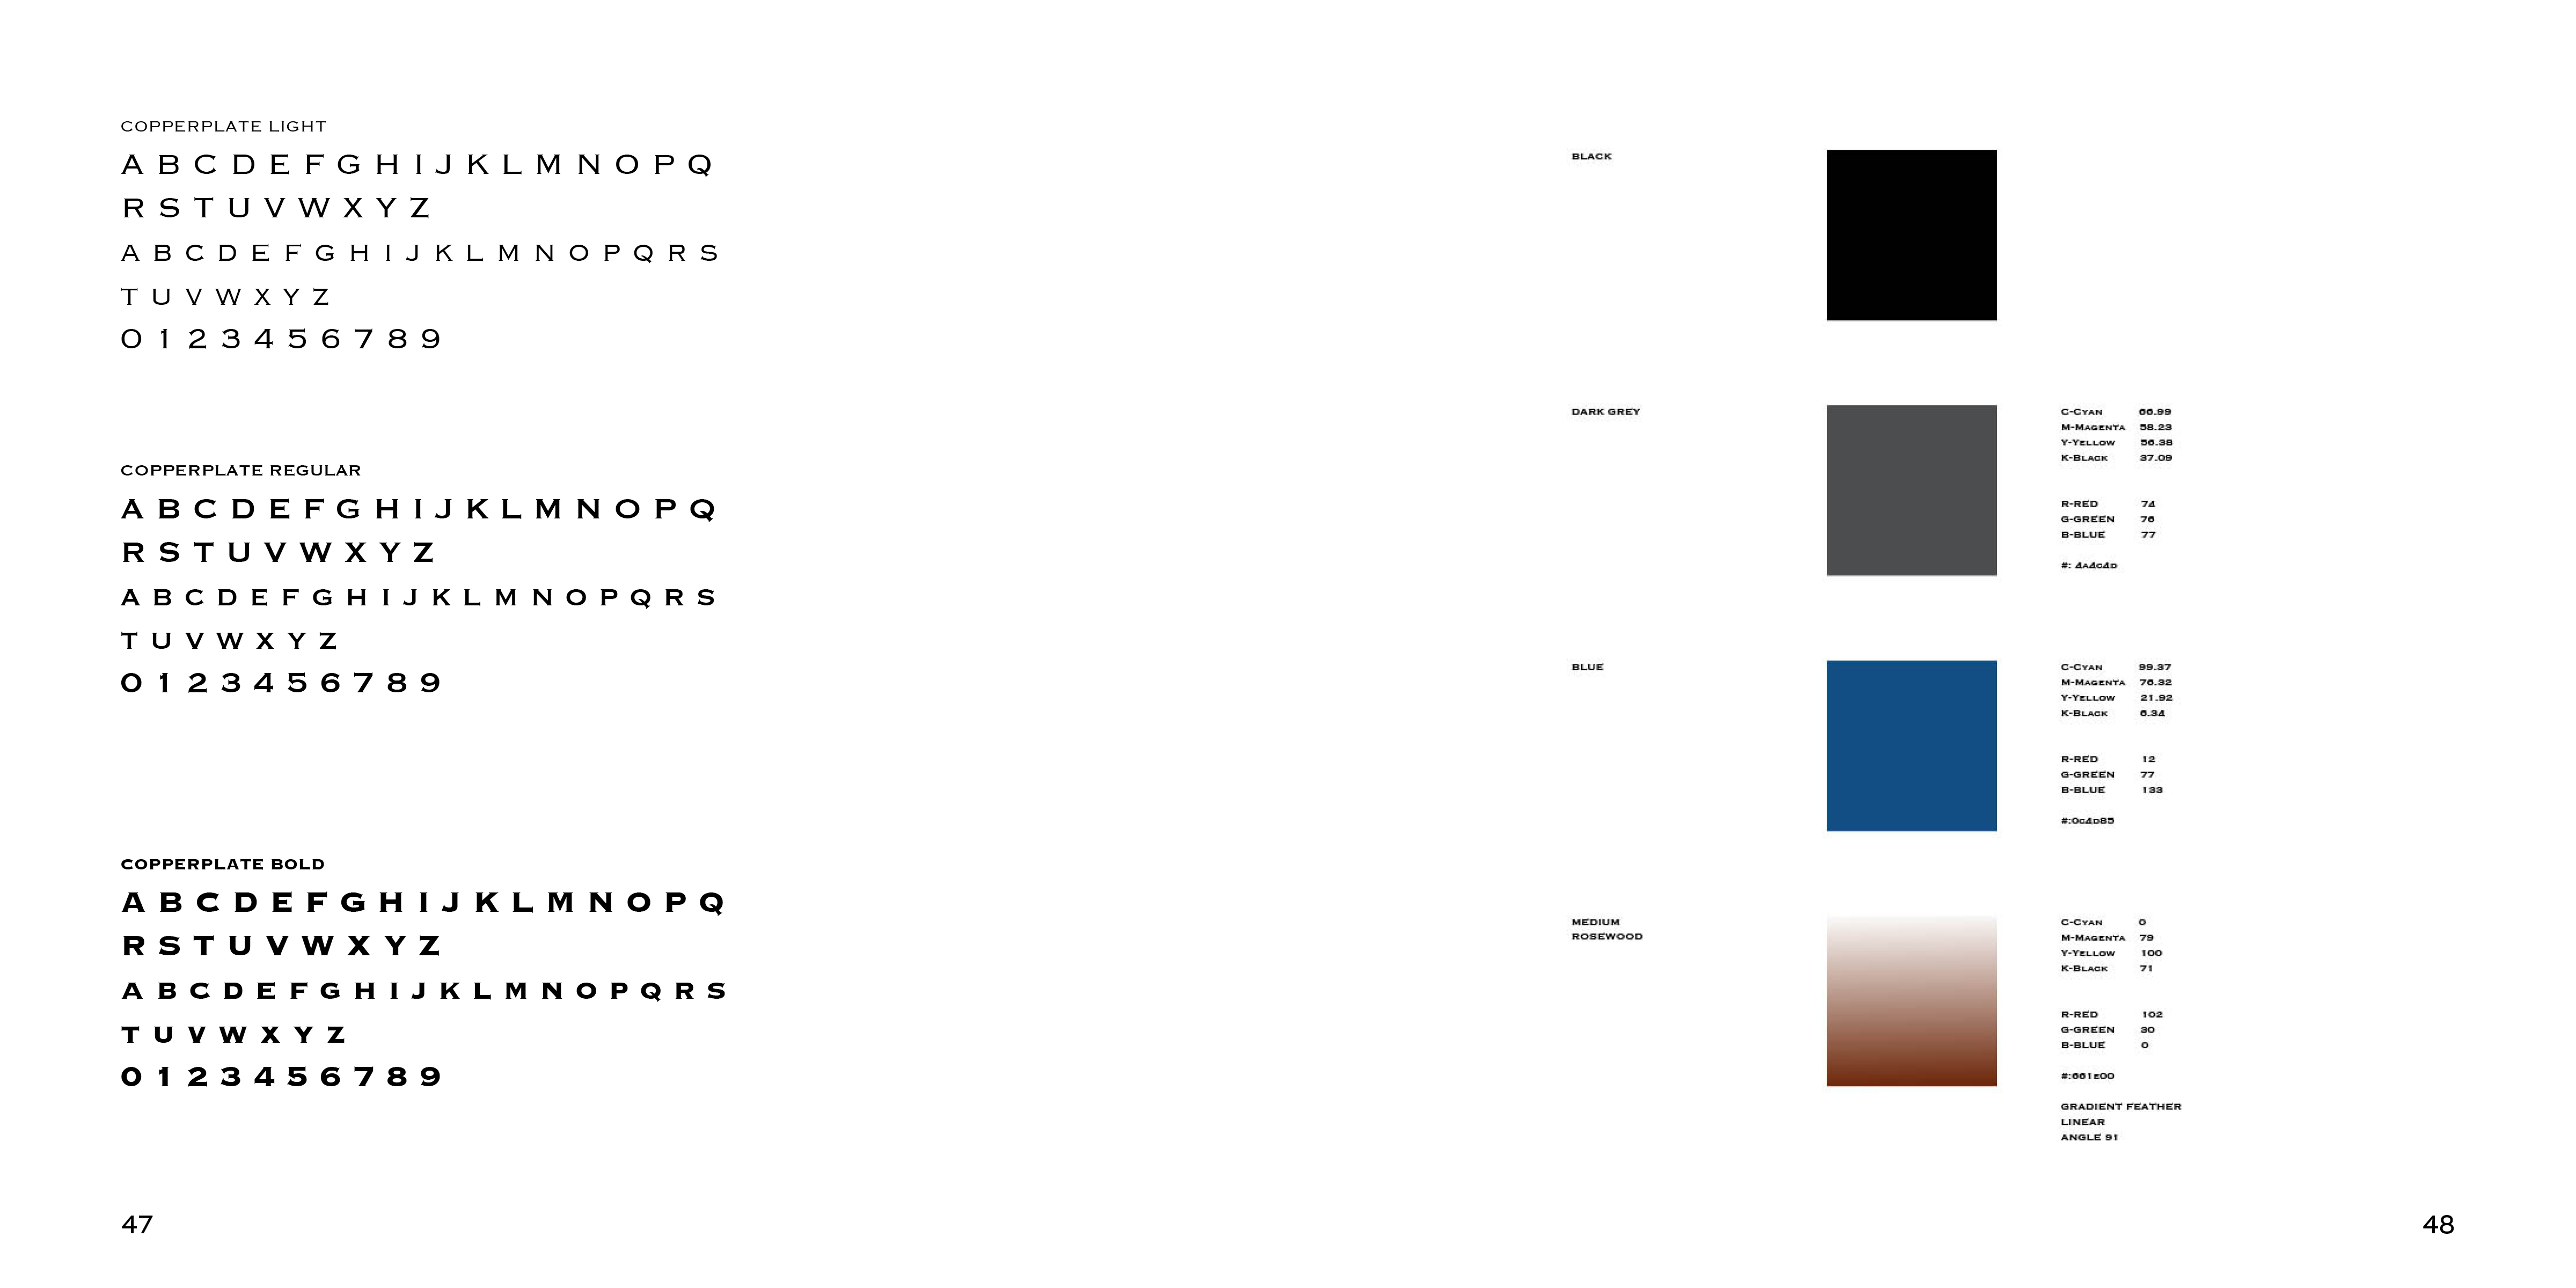 COPPERPLATE LIGHT
A B C D E F G H I J K L M N O P Q
R S T U V W X Y Z
A B C D E F G H I J K L M N O P Q R S
T U V W X Y Z
0 1 2 3 4 5 6 7 8 9
COPPERPLATE REGULAR
A B C D E F G H I J K L M N O P Q
R S T U V W X Y Z
A B C D E F G H I J K L M N O P Q R S
T U V W X Y Z
0 1 2 3 4 5 6 7 8 9
COPPERPLATE BOLD
A B C D E F G H I J K L M N O P Q
R S T U V W X Y Z
A B C D E F G H I J K L M N O P Q R S
T U V W X Y Z
0 1 2 3 4 5 6 7 8 9
47
BLACK
DARK GREY
C-Cyan 66.99
M-Magenta 58.23
Y-Yellow 56.38
K-Black 37.09
R-RED 74
G-GREEN 76
B-BLUE 77
#: 4a4c4d
BLUE
C-Cyan 99.37
M-Magenta 76.32
Y-Yellow 21.92
K-Black 6.34
R-RED 12
G-GREEN 77
B-BLUE 133
#:0c4d85
MEDIUM
ROSEWOOD
C-Cyan 0
M-Magenta 79
Y-Yellow 100
K-Black 71
R-RED 102
G-GREEN 30
B-BLUE 0
#:661e00
GRADIENT FEATHER
LINEAR
ANGLE 91
48